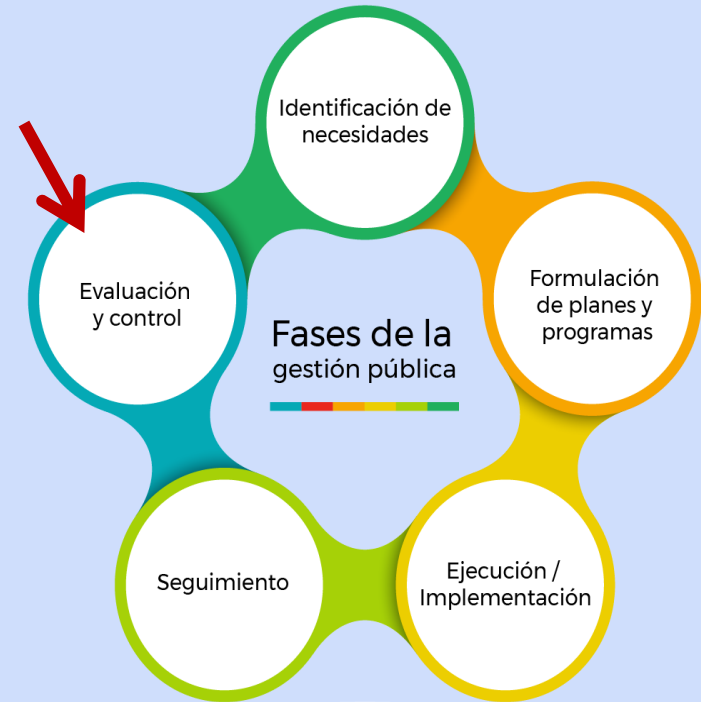 Identificación de
necesidades
Formulación
de planes y
programas
Ejecución /
Implementación
Seguimiento
Evaluación
y control
Fases de la
gestión pública